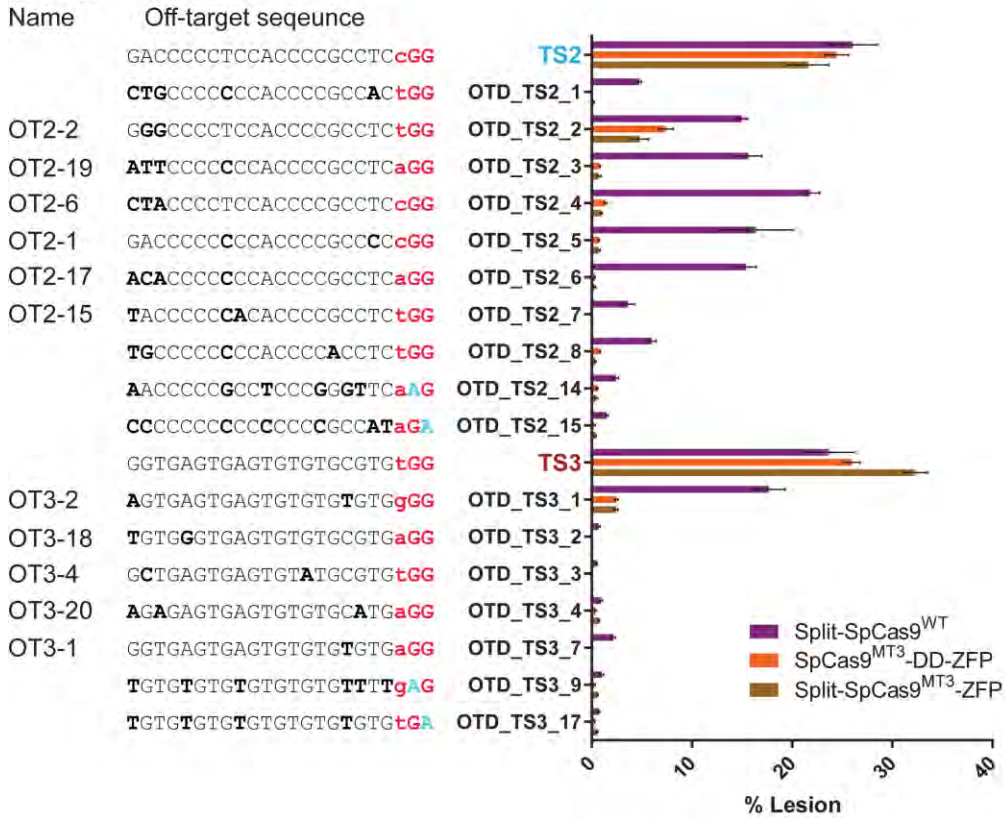 Name Off-target seqeunce
GACCCCCTCCACCCCGCCTCcGG TS2
CTGCCCCCCCACCCCGCCACtGG OTD_TS2_1
OT2-2 GGGCCCCTCCACCCCGCCTCtGG OTD_TS2_2
OT2-19 ATTCCCCCCCACCCCGCCTCaGG OTD_TS2_3
OT2-6 CTACCCCTCCACCCCGCCTCcGG OTD_TS2_4
OT2-1 GACCCCCCCCACCCCGCCCCcGG OTD_TS2_5
OT2-17 ACACCCCCCCACCCCGCCTCaGG OTD_TS2_6
OT2-15 TACCCCCCACACCCCGCCTCtGG OTD_TS2_7
TGCCCCCCCCACCCCACCTCtGG OTD_TS2_8
AACCCCCGCCTCCCGGGTTCaAG OTD_TS2_14
CCCCCCCCCCCCCCCGCCATaGA OTD_TS2_15
GGTGAGTGAGTGTGTGCGTGtGG TS3
OT3-2 AGTGAGTGAGTGTGTGTGTGgGG OTD_TS3_1
OT3-18 TGTGGGTGAGTGTGTGCGTGaGG OTD_TS3_2
OT3-4 GCTGAGTGAGTGTATGCGTGtGG OTD_TS3_3
OT3-20 AGAGAGTGAGTGTGTGCATGaGG OTD_TS3_4
OT3-1 GGTGAGTGAGTGTGTGTGTGaGG OTD_TS3_7
TGTGTGTGTGTGTGTGTTTTgAG OTD_TS3_9
TGTGTGTGTGTGTGTGTGTGtGA OTD_TS3_17
Split-SpCas9WT
SpCas9MT3-DD-ZFP
Split-SpCas9MT3-ZFP
0 10 20 30 40
% Lesion